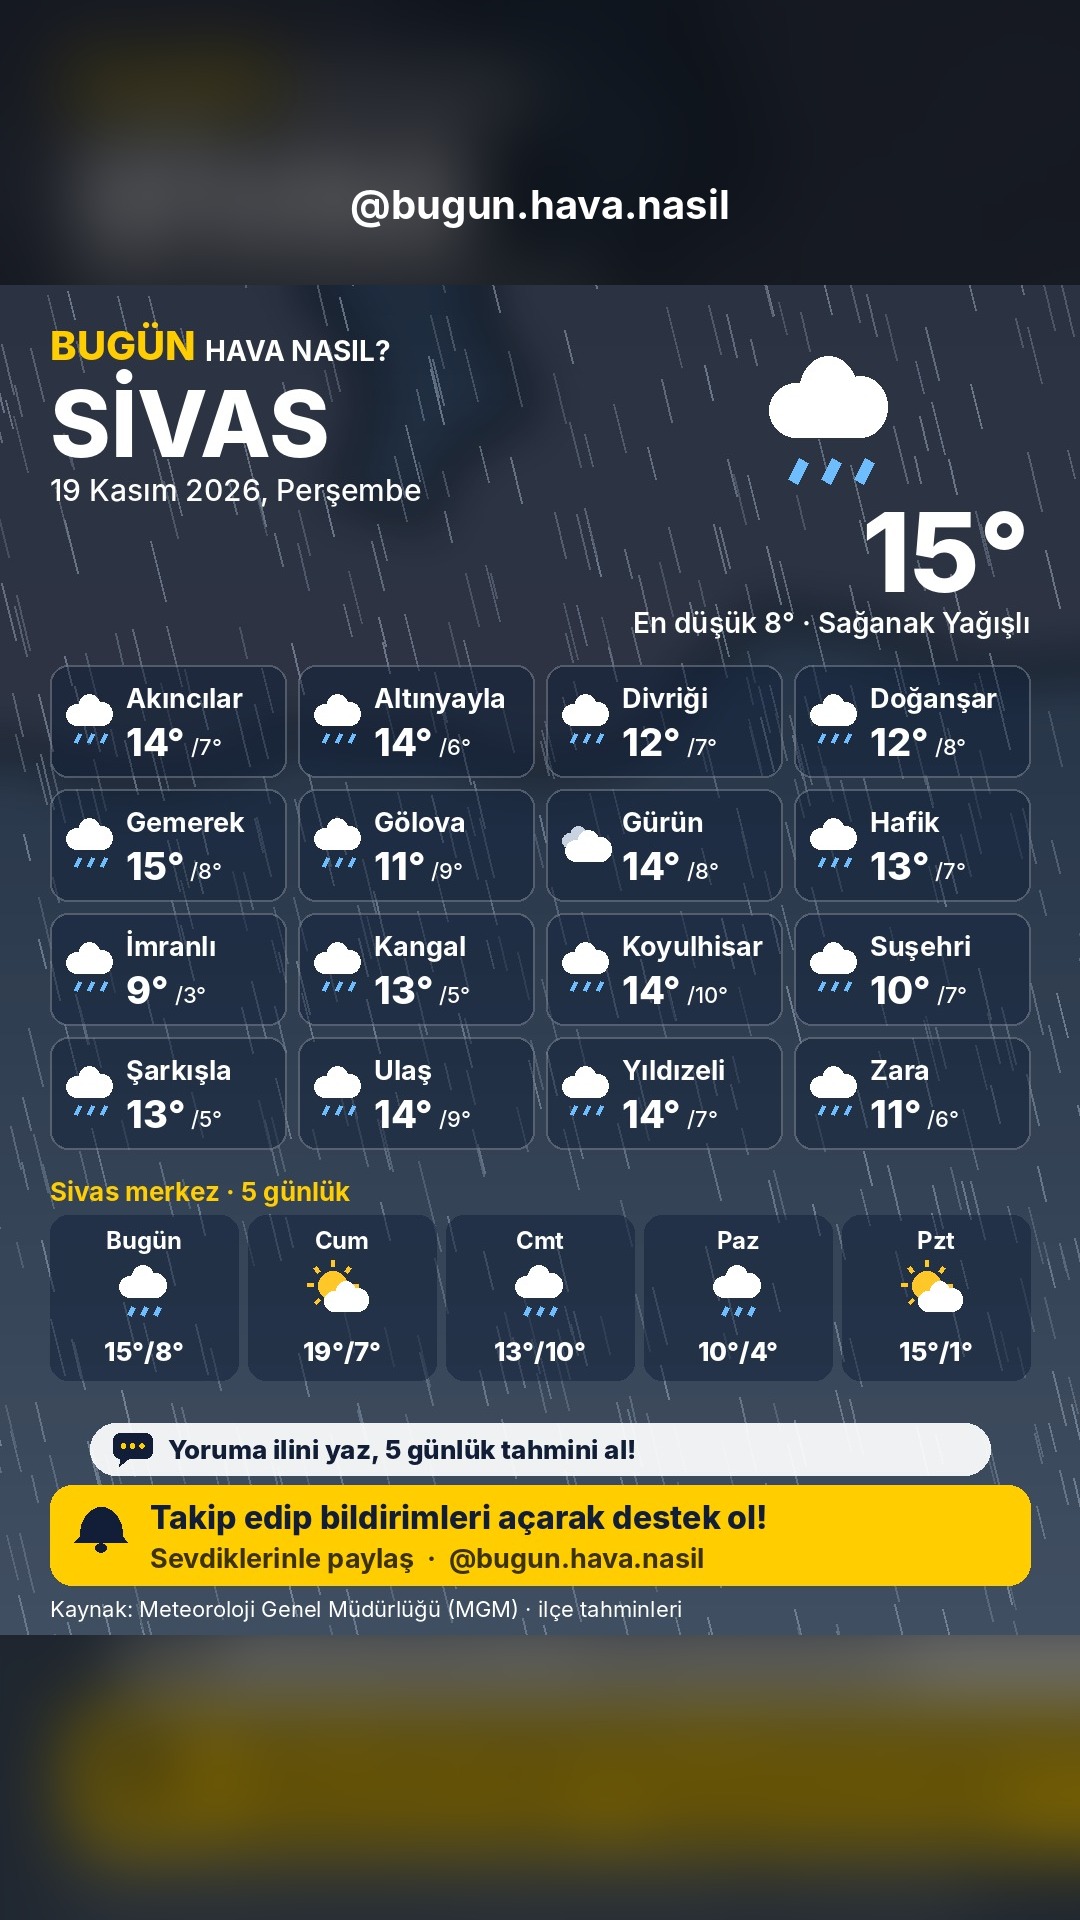 @bugun.hava.nasil
BUGÜN HAVA NASIL?
SİVAS
19 Kasım 2026, Perşembe
15°
En düşük 8° · Sağanak Yağışlı
Akıncılar
14° /7°
Altınyayla
14° /6°
Divriği
12° /7°
Doğanşar
12° /8°
Gemerek
15° /8°
Gölova
11° /9°
Gürün
14° /8°
Hafik
13° /7°
İmranlı
9° /3°
Kangal
13° /5°
Koyulhisar
14° /10°
Suşehri
10° /7°
Şarkışla
13° /5°
Ulaş
14° /9°
Yıldızeli
14° /7°
Zara
11° /6°
Sivas merkez · 5 günlük
Bugün
15°/8°
Cum
19°/7°
Cmt
13°/10°
Paz
10°/4°
Pzt
15°/1°
Yoruma ilini yaz, 5 günlük tahmini al!
Takip edip bildirimleri açarak destek ol!
Sevdiklerinle paylaş · @bugun.hava.nasil
Kaynak: Meteoroloji Genel Müdürlüğü (MGM) · ilçe tahminleri